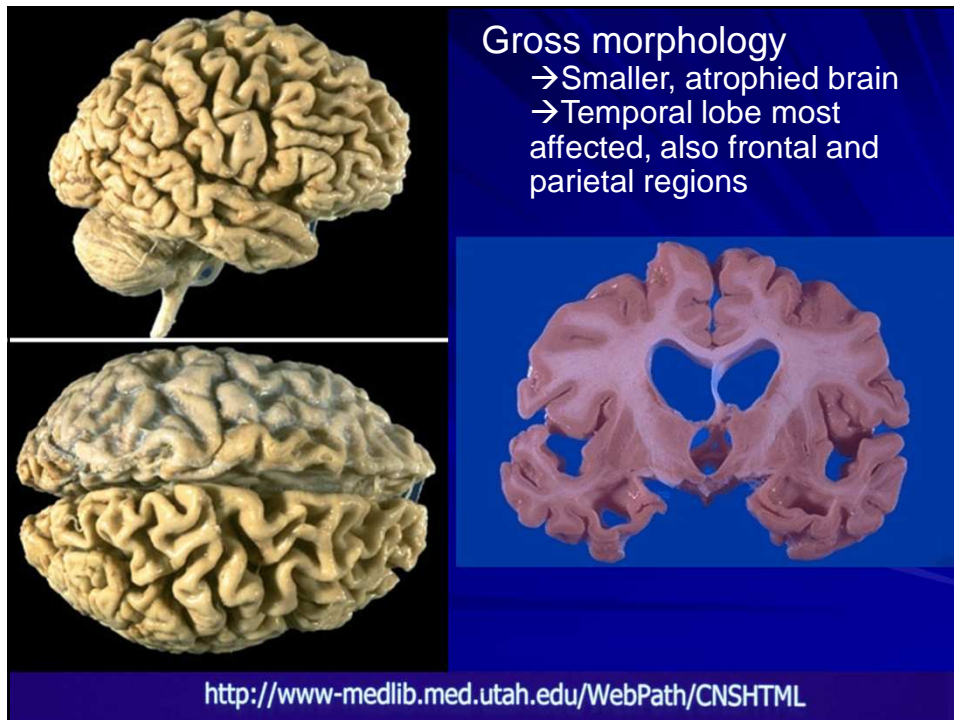 Gross morphology
→Smaller, atrophied brain
→Temporal lobe most
affected, also frontal and
parietal regions
http://www-medlib.med.utah.edu/WebPath/CNSHTML